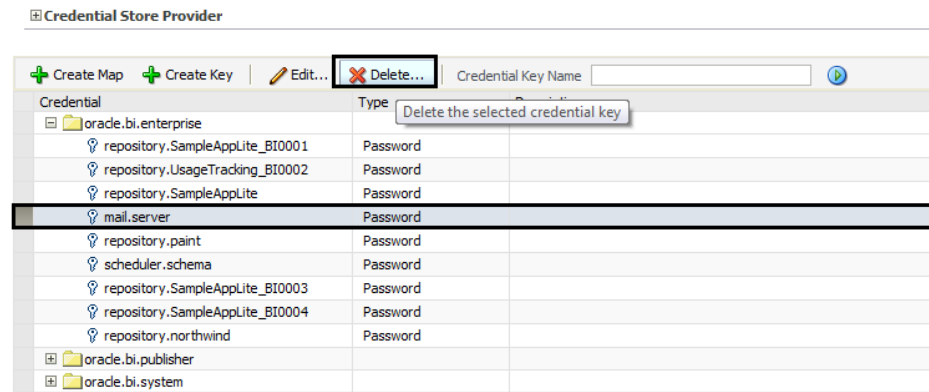 Credential Store Provider
Create Map Create Key Edit... Delete... Credential Key Name
Credential Type
Delete the selected credential key
oracle.bi.enterprise
repository.SampleAppLite_BI0001 Password
repository.UsageTracking_BI0002 Password
repository.SampleAppLite Password
mail.server Password
repository.paint Password
scheduler.schema Password
repository.SampleAppLite_BI0003 Password
repository.SampleAppLite_BI0004 Password
repository.northwind Password
oracle.bi.publisher
oracle.bi.system